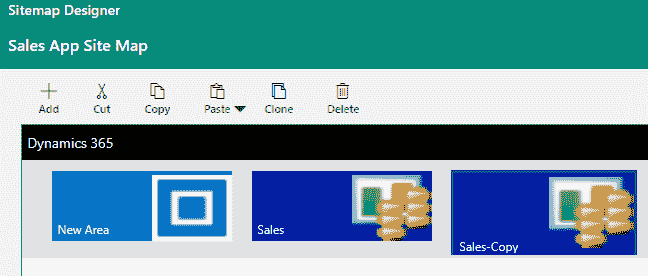 Sitemap Designer
Sales App Site Map
Add Cut Copy Paste Clone Delete
Dynamics 365
New Area Sales Sales-Copy